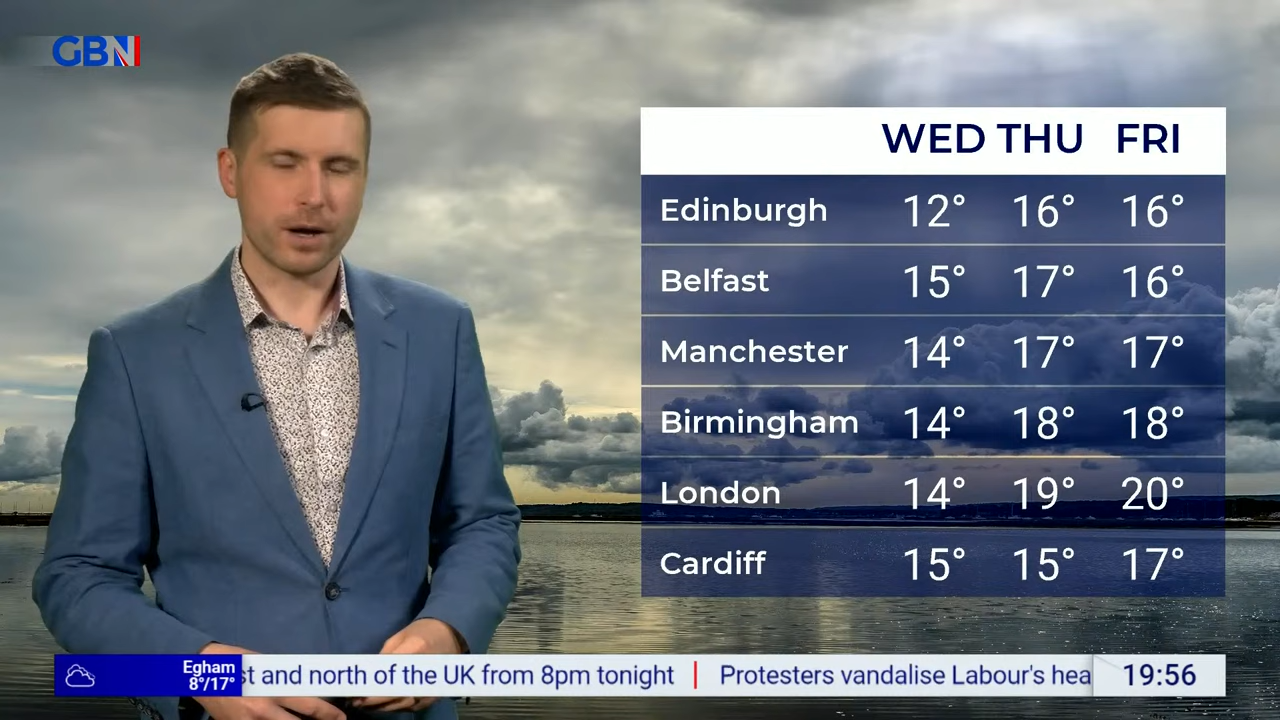 GBN
WED THU FRI
Edinburgh 12° 16° 16°
Belfast 15° 17° 16°
Manchester 14° 17° 17°
Birmingham 14° 18° 18°
London 14° 19° 20°
Cardiff 15° 15° 17°
Egham
8°/17°
st and north of the UK from 8pm tonight | Protesters vandalise Labour's hea
19:56